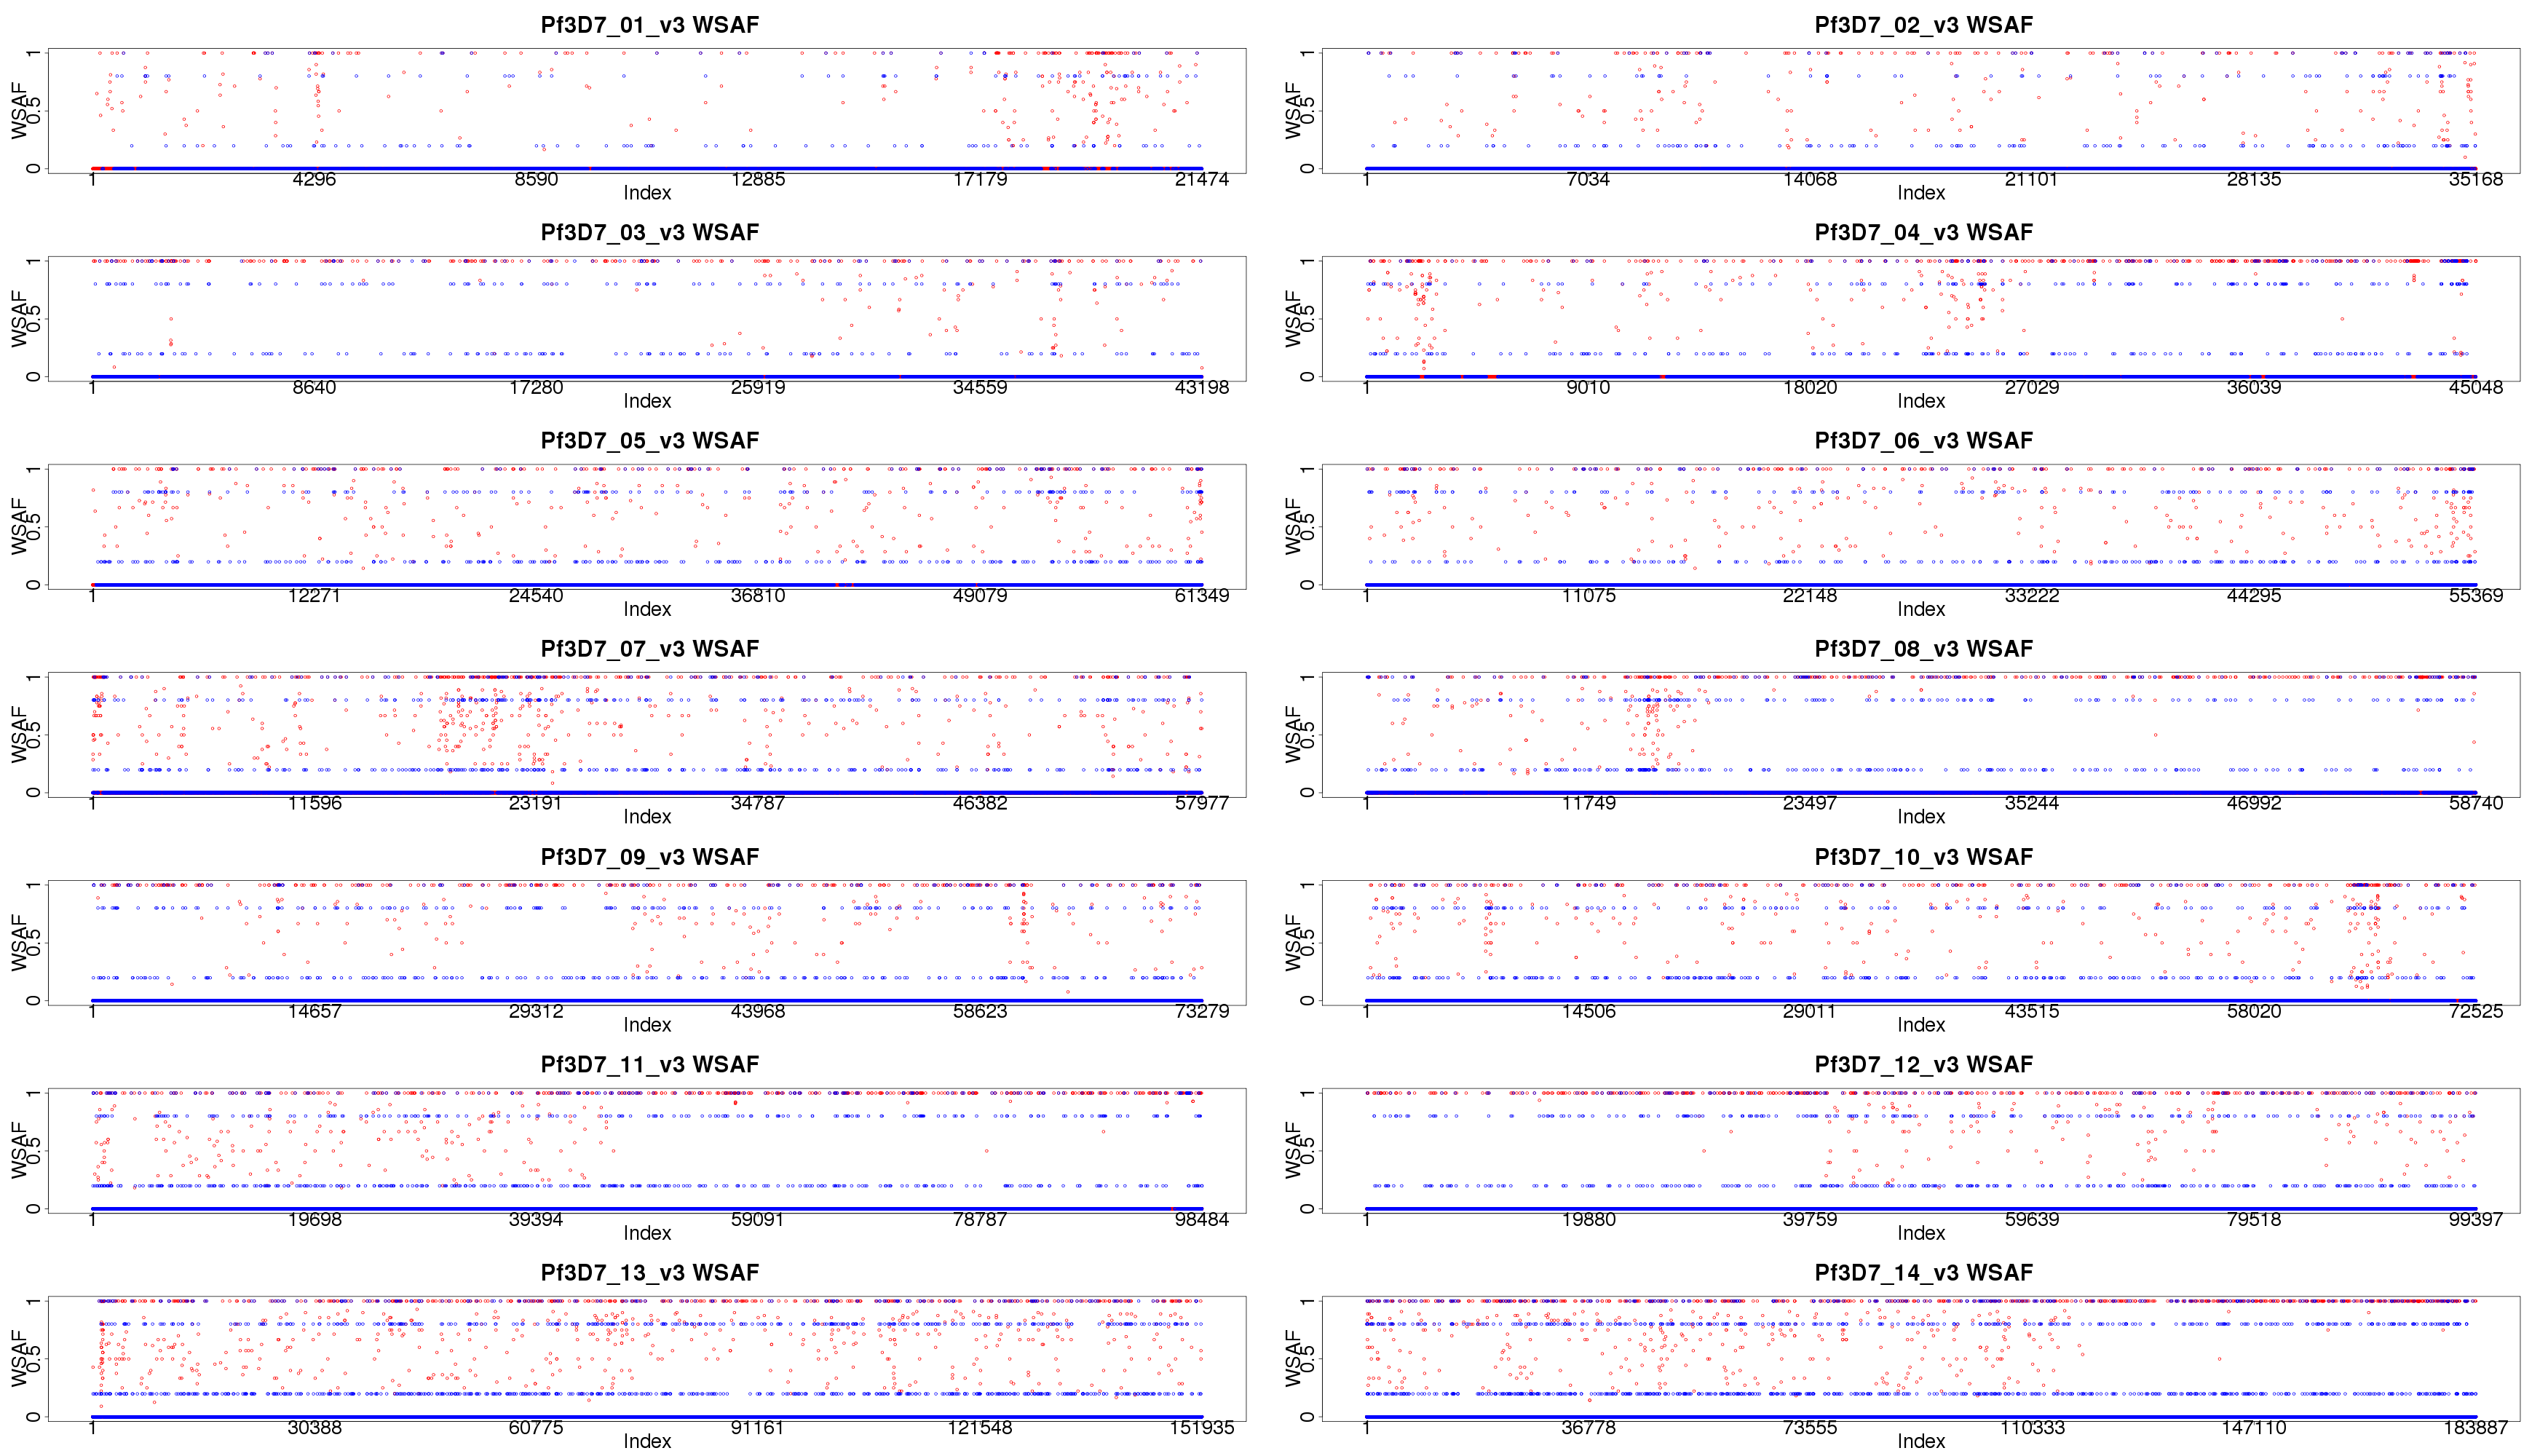 Pf3D7_01_v3 WSAF
WSAF
0 0.5 1
1 4296 8590 12885 17179 21474
Index
Pf3D7_02_v3 WSAF
WSAF
0 0.5 1
1 7034 14068 21101 28135 35168
Index
Pf3D7_03_v3 WSAF
WSAF
0 0.5 1
1 8640 17280 25919 34559 43198
Index
Pf3D7_04_v3 WSAF
WSAF
0 0.5 1
1 9010 18020 27029 36039 45048
Index
Pf3D7_05_v3 WSAF
WSAF
0 0.5 1
1 12271 24540 36810 49079 61349
Index
Pf3D7_06_v3 WSAF
WSAF
0 0.5 1
1 11075 22148 33222 44295 55369
Index
Pf3D7_07_v3 WSAF
WSAF
0 0.5 1
1 11596 23191 34787 46382 57977
Index
Pf3D7_08_v3 WSAF
WSAF
0 0.5 1
1 11749 23497 35244 46992 58740
Index
Pf3D7_09_v3 WSAF
WSAF
0 0.5 1
1 14657 29312 43968 58623 73279
Index
Pf3D7_10_v3 WSAF
WSAF
0 0.5 1
1 14506 29011 43515 58020 72525
Index
Pf3D7_11_v3 WSAF
WSAF
0 0.5 1
1 19698 39394 59091 78787 98484
Index
Pf3D7_12_v3 WSAF
WSAF
0 0.5 1
1 19880 39759 59639 79518 99397
Index
Pf3D7_13_v3 WSAF
WSAF
0 0.5 1
1 30388 60775 91161 121548 151935
Index
Pf3D7_14_v3 WSAF
WSAF
0 0.5 1
1 36778 73555 110333 147110 183887
Index